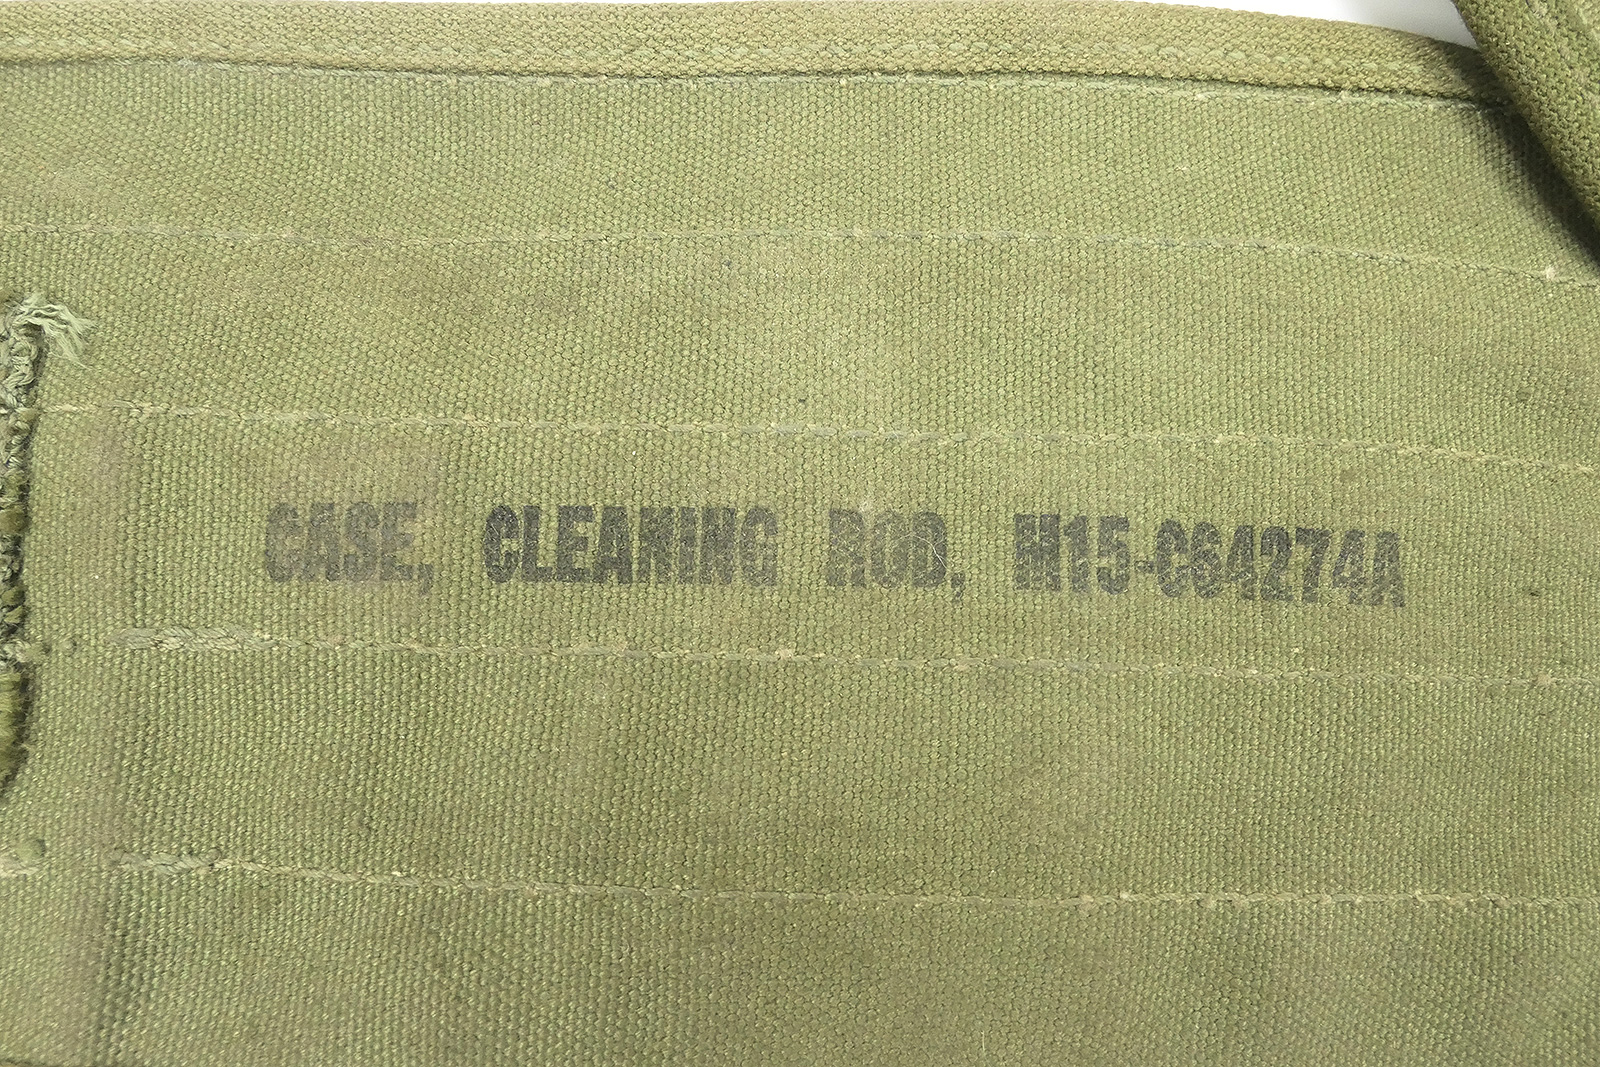 CASE, CLEANING ROD, M15-C64274A